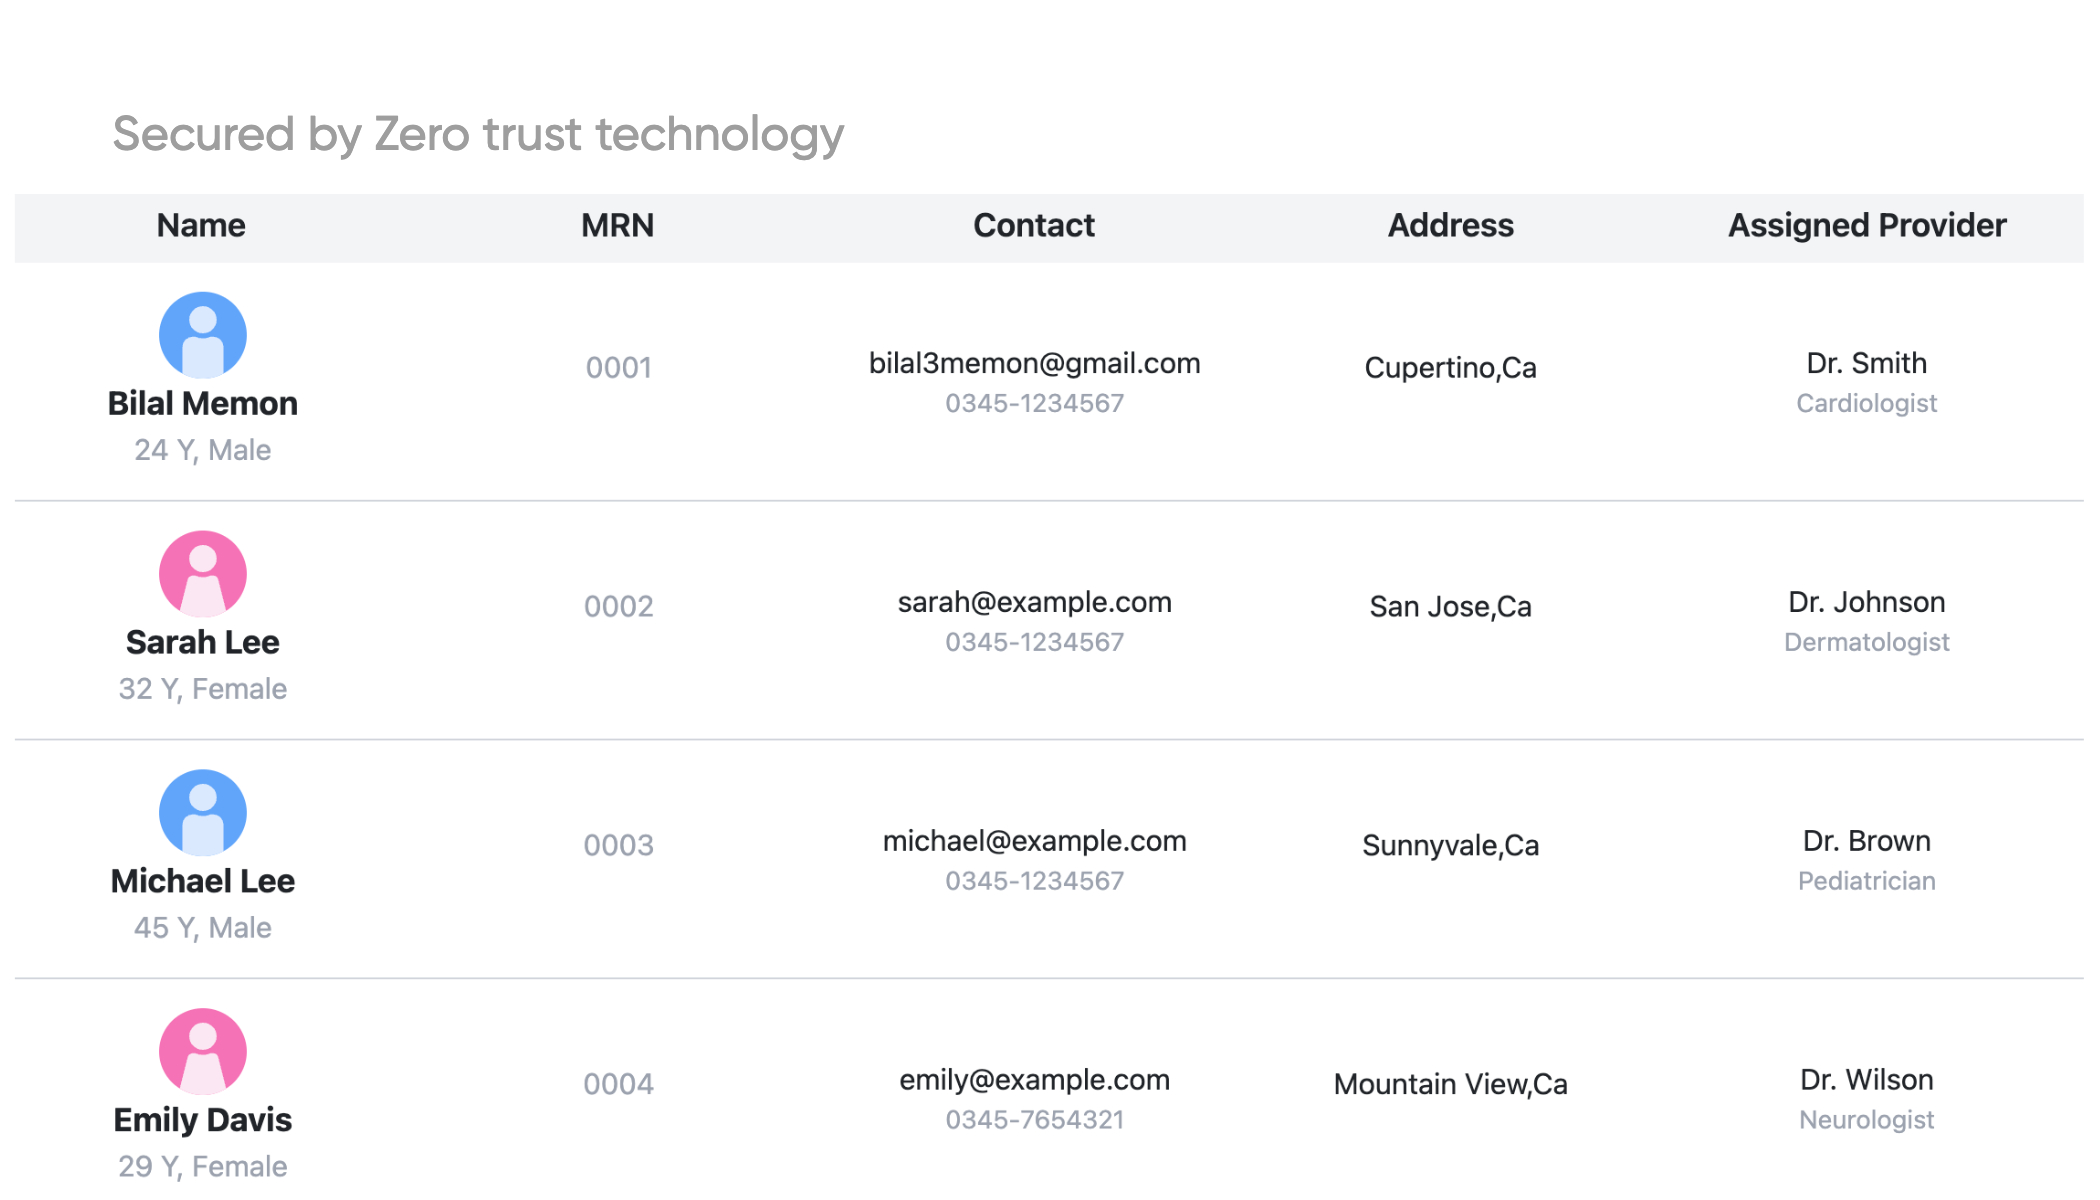 Secured by Zero trust technology
Name MRN Contact Address Assigned Provider
Bilal Memon
24 Y, Male
0001
bilal3memon@gmail.com
0345-1234567
Cupertino,Ca
Dr. Smith
Cardiologist
Sarah Lee
32 Y, Female
0002
sarah@example.com
0345-1234567
San Jose,Ca
Dr. Johnson
Dermatologist
Michael Lee
45 Y, Male
0003
michael@example.com
0345-1234567
Sunnyvale,Ca
Dr. Brown
Pediatrician
Emily Davis
29 Y, Female
0004
emily@example.com
0345-7654321
Mountain View,Ca
Dr. Wilson
Neurologist